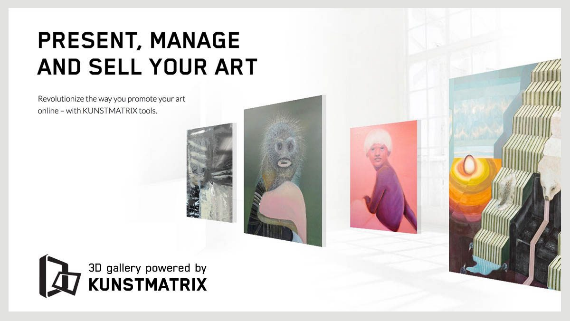 PRESENT, MANAGE
AND SELL YOUR ART
Revolutionize the way you promote your art
online – with KUNSTMATRIX tools.
3D gallery powered by
KUNSTMATRIX